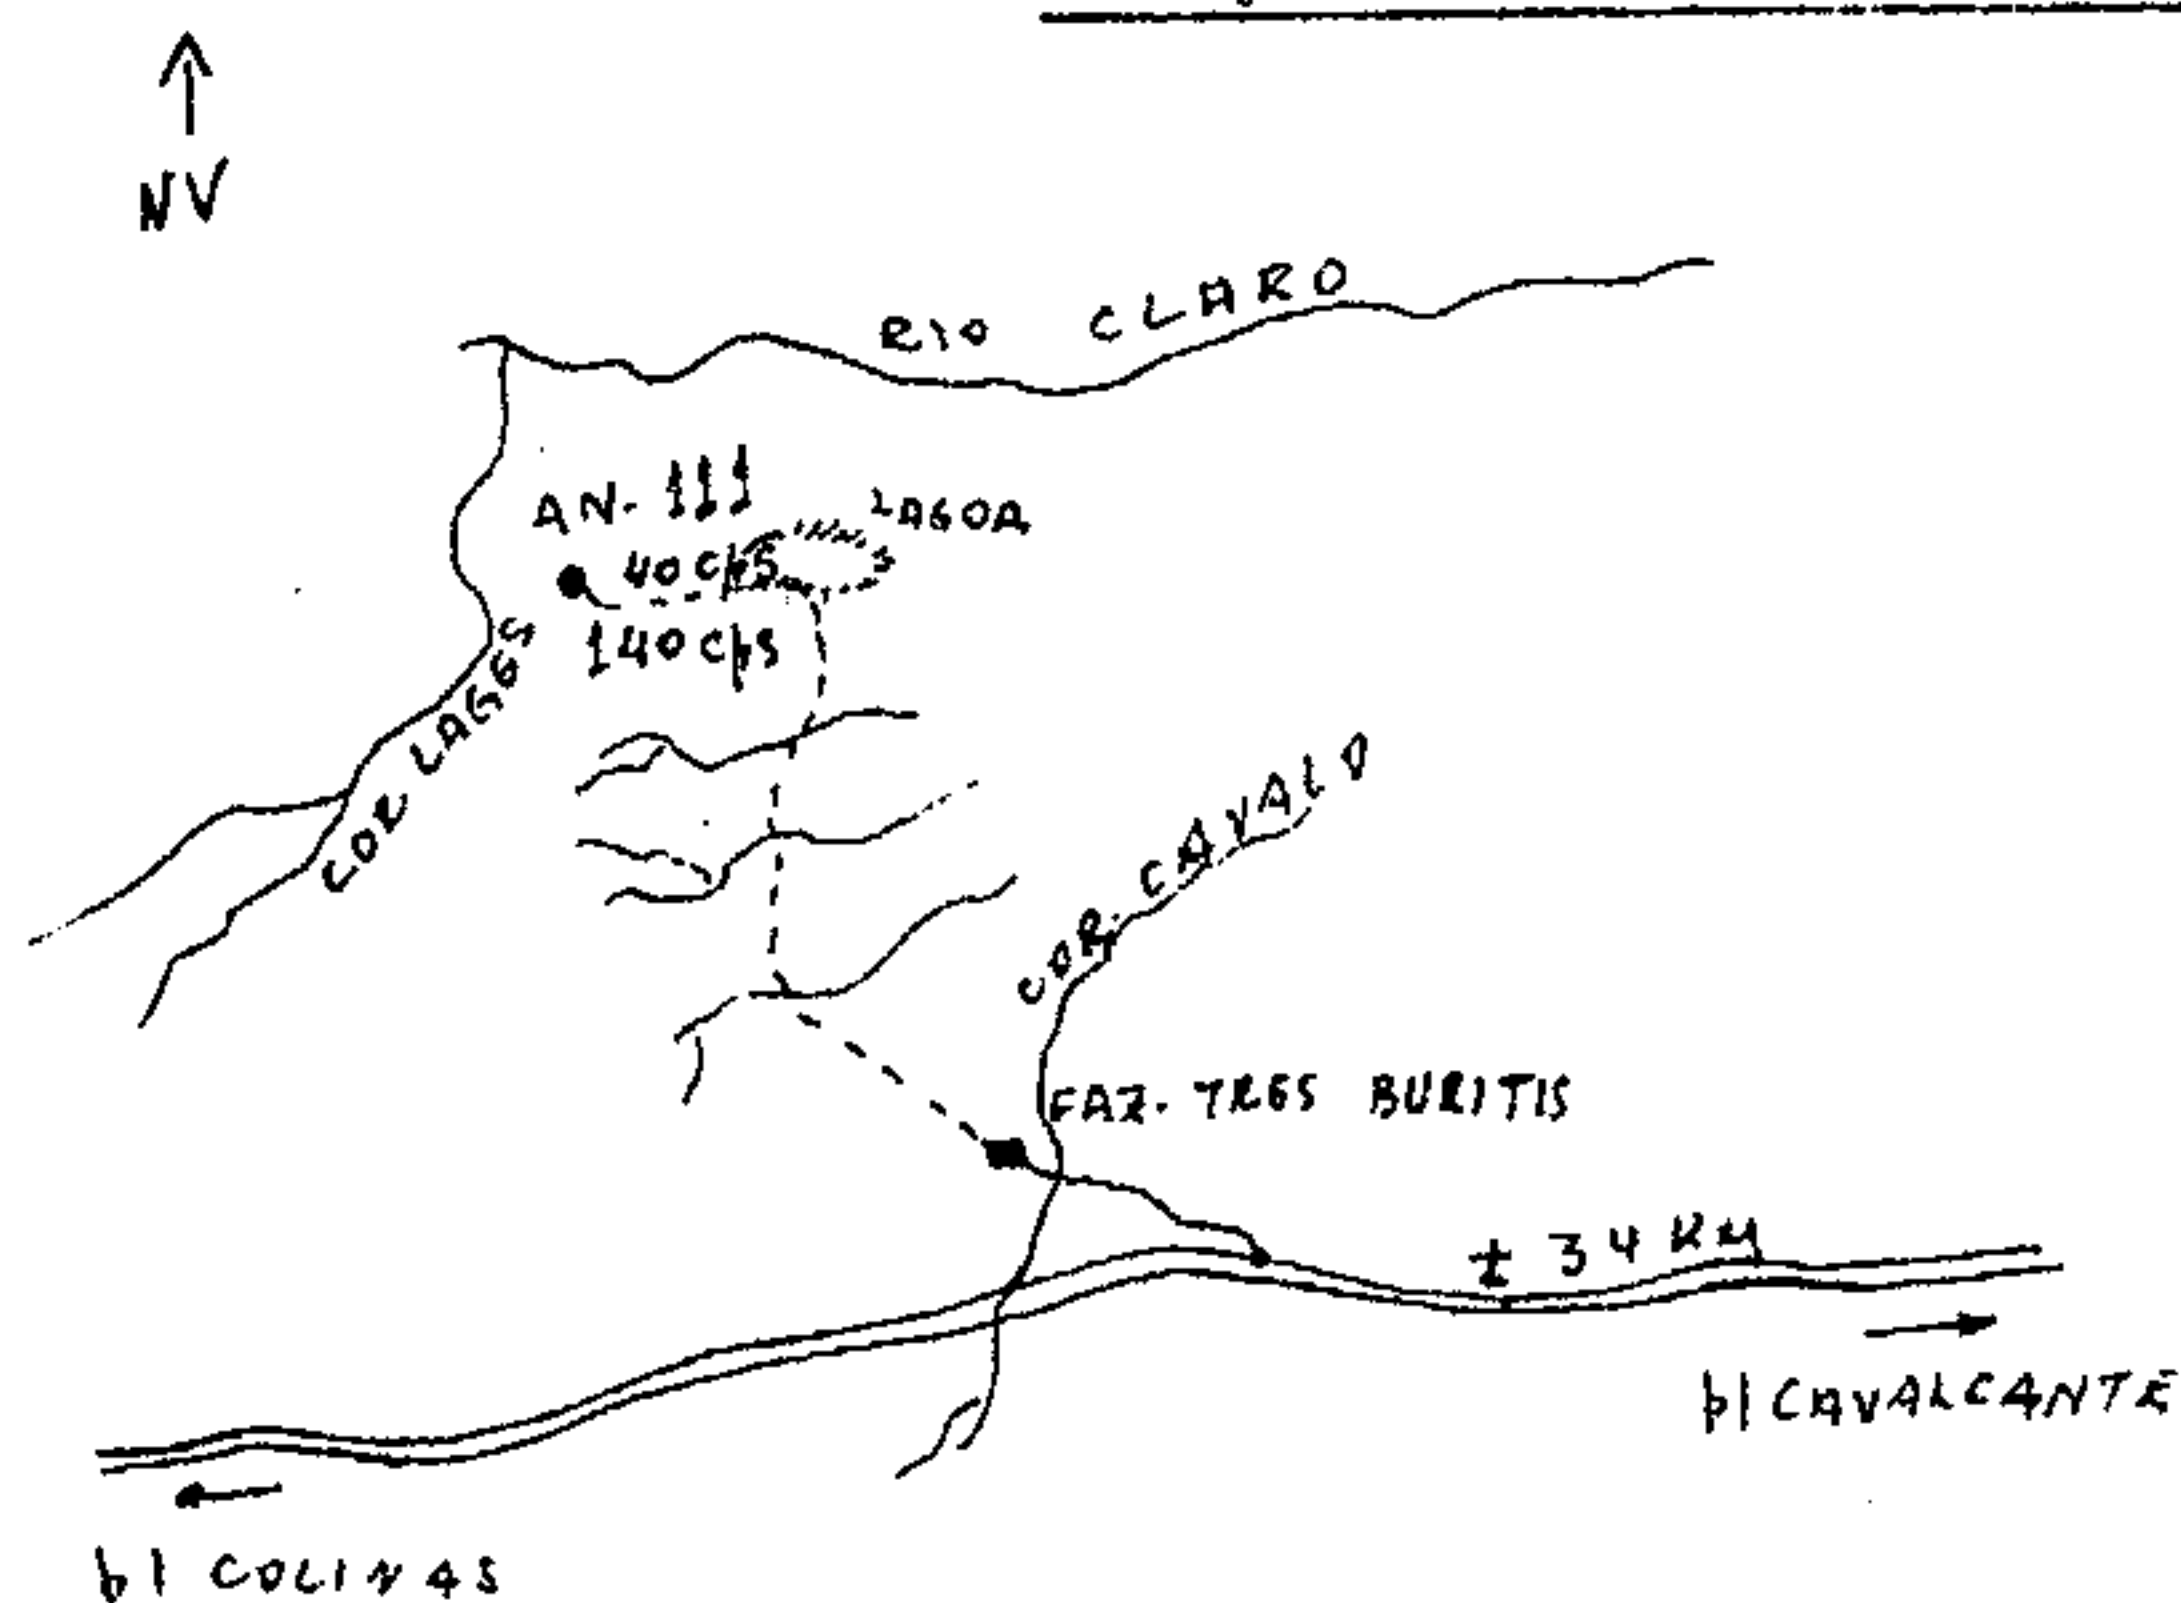 NV
RIO CLARO
AN.
LAGOA
40 cps
140 cps
COR LAGES
COR. CAVALO
FAZ. TRES BURITIS
± 34 KM
p/ CAVALCANTE
p/ COLINAS